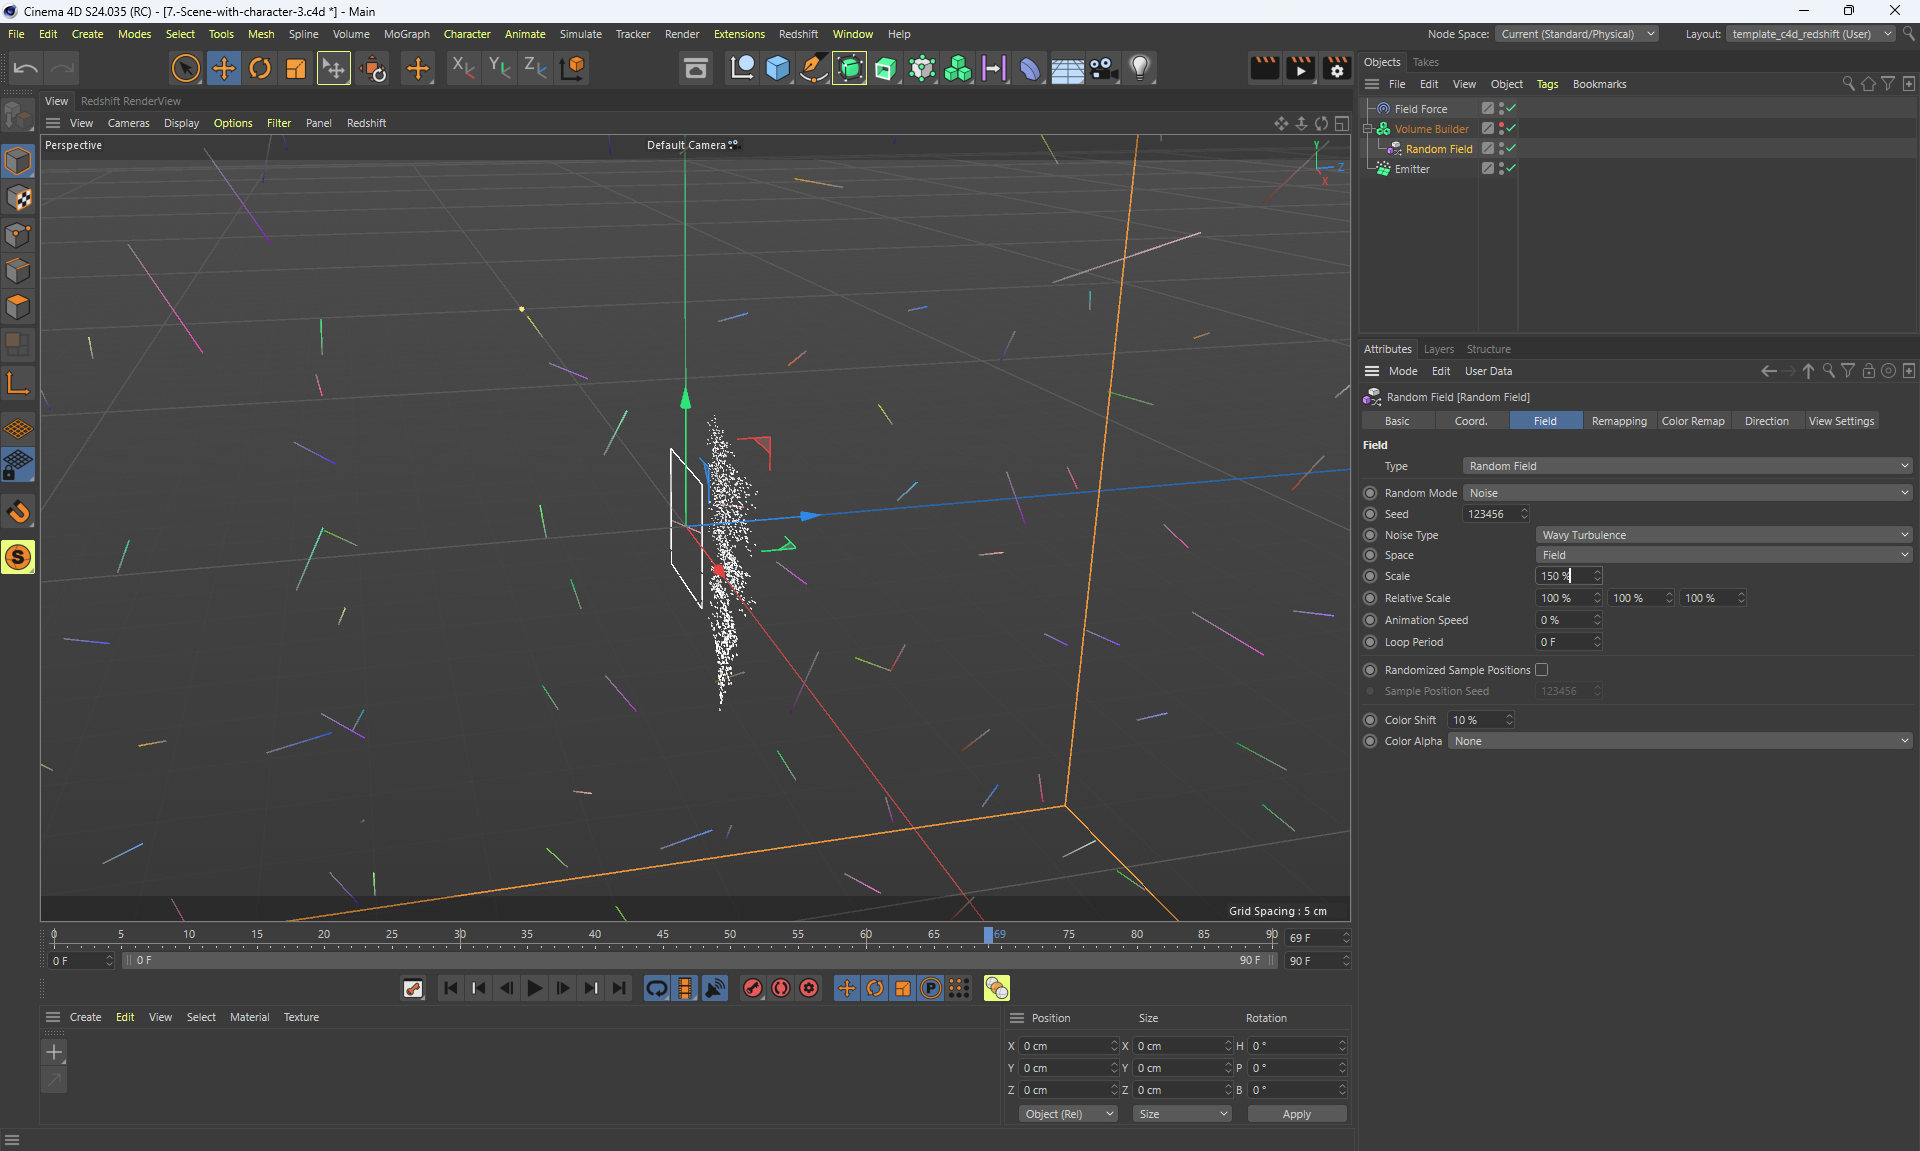 Cinema 4D S24.035 (RC) - [7.-Scene-with-character-3.c4d *] - Main
File Edit Create Modes Select Tools Mesh Spline Volume MoGraph Character Animate Simulate Tracker Render Extensions Redshift Window Help
Node Space: Current (Standard/Physical) Layout: template_c4d_redshift (User)
X Y Z
View Redshift RenderView
View Cameras Display Options Filter Panel Redshift
Perspective
Default Camera
Y
Z
X
Grid Spacing : 5 cm
Objects Takes
File Edit View Object Tags Bookmarks
Field Force
Volume Builder
Random Field
Emitter
Attributes Layers Structure
Mode Edit User Data
Random Field [Random Field]
Basic Coord. Field Remapping Color Remap Direction View Settings
Field
Type Random Field
Random Mode Noise
Seed 123456
Noise Type Wavy Turbulence
Space Field
Scale 150 %
Relative Scale 100 % 100 % 100 %
Animation Speed 0 %
Loop Period 0 F
Randomized Sample Positions
Sample Position Seed 123456
Color Shift 10 %
Color Alpha None
0 5 10 15 20 25 30 35 40 45 50 55 60 65 69 75 80 85 90 69 F
0 F 0 F 90 F 90 F
P
S
Create Edit View Select Material Texture
Position Size Rotation
X 0 cm X 0 cm H 0 °
Y 0 cm Y 0 cm P 0 °
Z 0 cm Z 0 cm B 0 °
Object (Rel) Size Apply